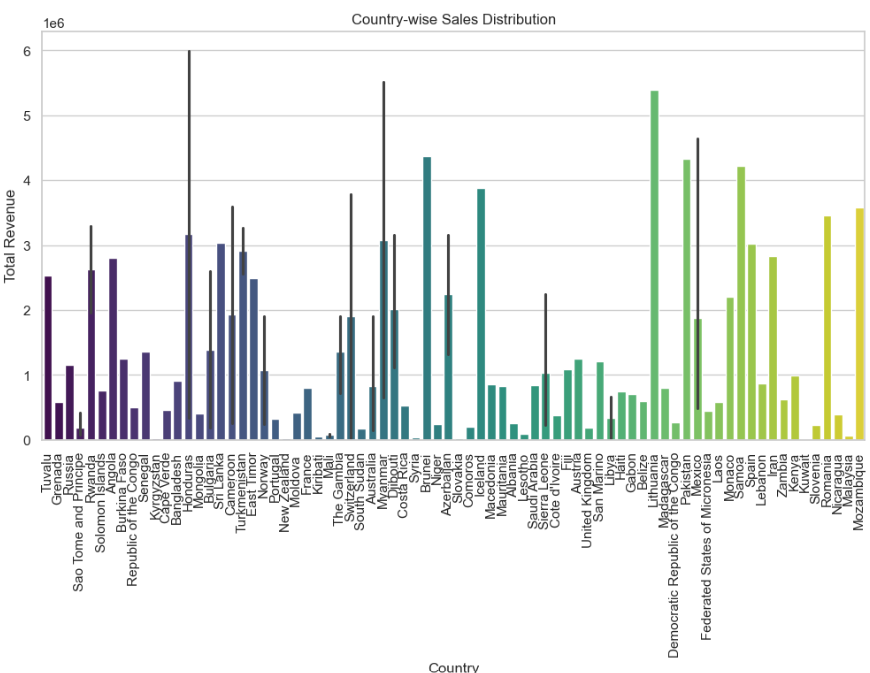 Country-wise Sales Distribution
1e6
6
5
4
3
2
1
0
Total Revenue
Tuvalu
Grenada
Russia
Sao Tome and Principe
Rwanda
Solomon Islands
Angola
Burkina Faso
Republic of the Congo
Senegal
Kyrgyzstan
Cape Verde
Bangladesh
Honduras
Mongolia
Bulgaria
Sri Lanka
Cameroon
Turkmenistan
East Timor
Norway
Portugal
New Zealand
Moldova
France
Kiribati
Mali
The Gambia
Switzerland
South Sudan
Australia
Myanmar
Djibouti
Costa Rica
Syria
Brunei
Niger
Azerbaijan
Slovakia
Comoros
Iceland
Macedonia
Mauritania
Albania
Lesotho
Saudi Arabia
Sierra Leone
Cote d'Ivoire
Fiji
Austria
United Kingdom
San Marino
Libya
Haiti
Gabon
Belize
Lithuania
Madagascar
Democratic Republic of the Congo
Pakistan
Mexico
Federated States of Micronesia
Laos
Monaco
Samoa
Spain
Lebanon
Iran
Zambia
Kenya
Kuwait
Slovenia
Romania
Nicaragua
Malaysia
Mozambique
Country